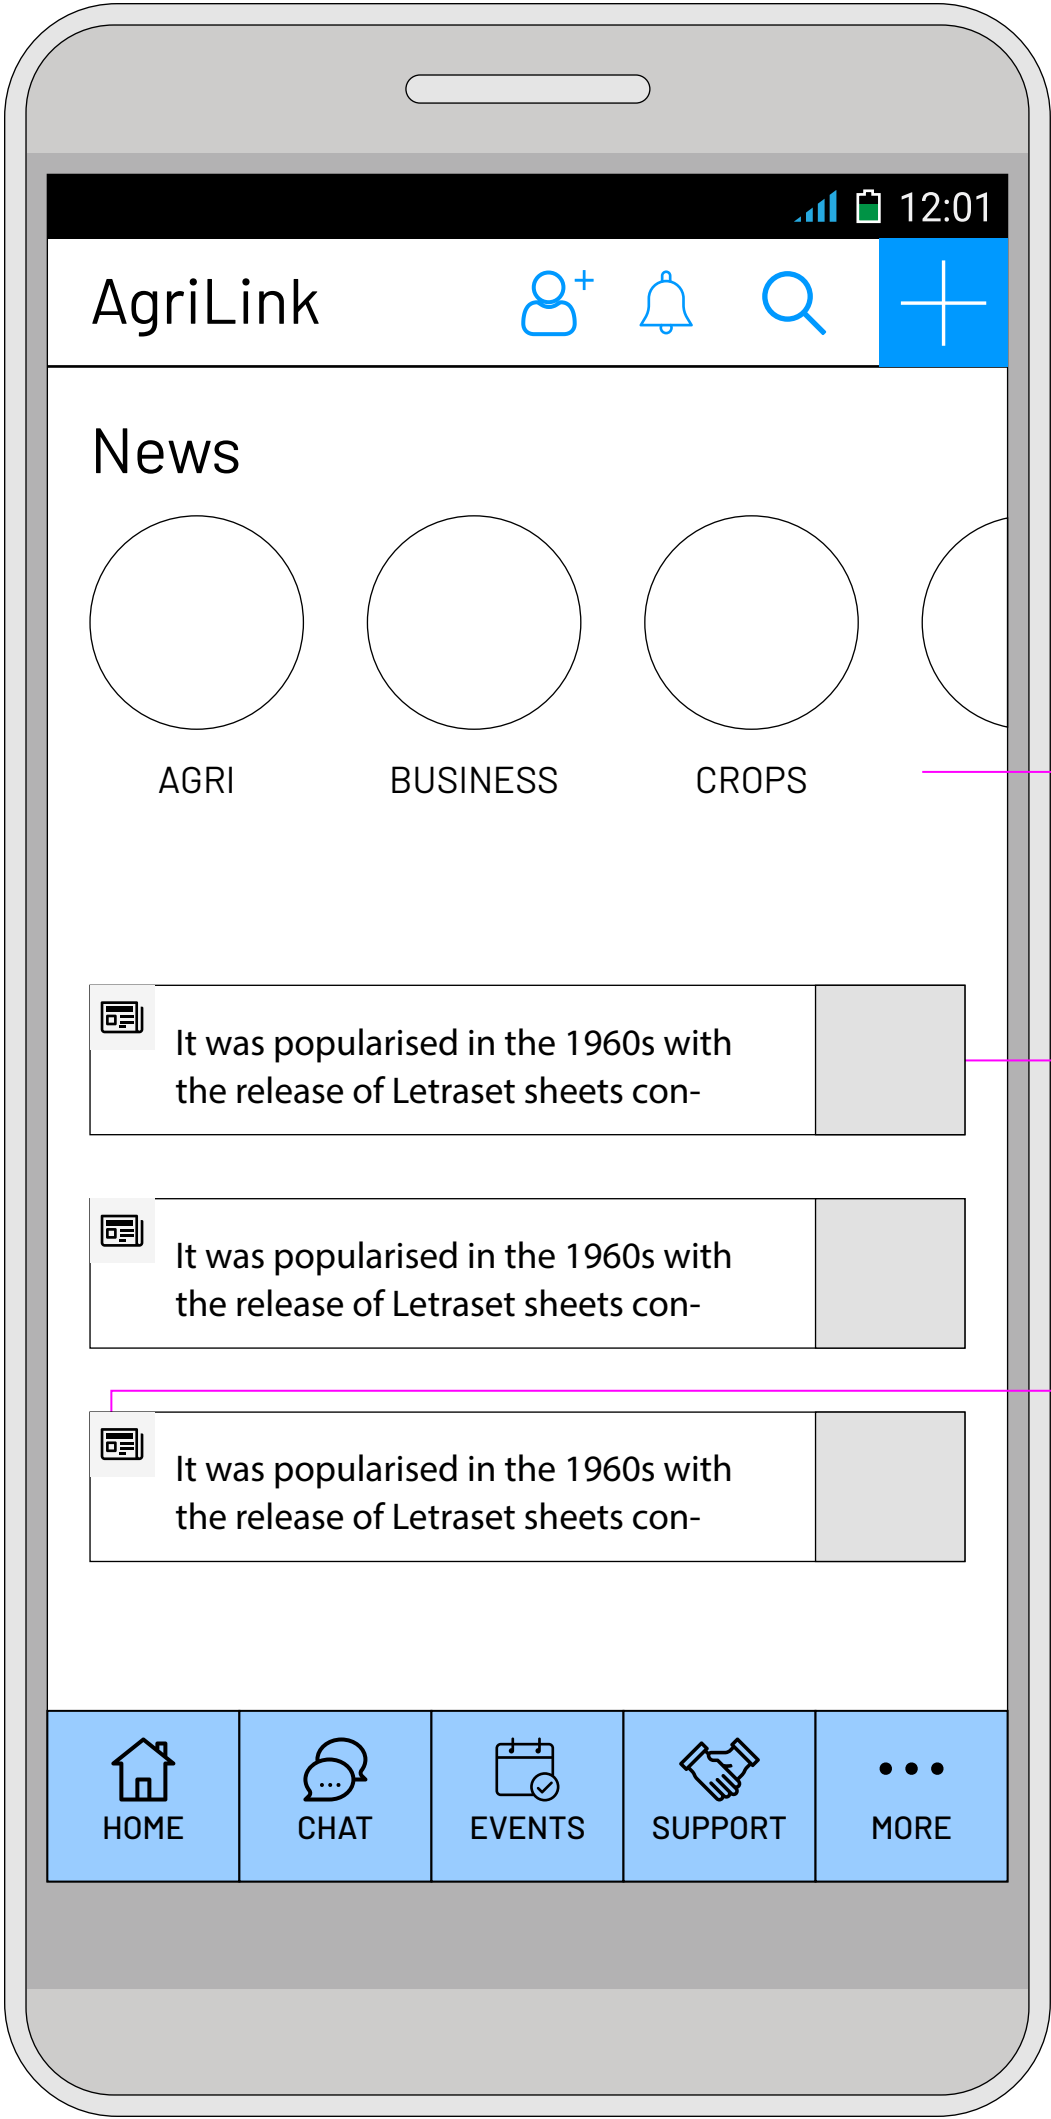 12:01
AgriLink
News
AGRI BUSINESS CROPS
It was popularised in the 1960s with
the release of Letraset sheets con-
It was popularised in the 1960s with
the release of Letraset sheets con-
It was popularised in the 1960s with
the release of Letraset sheets con-
HOME CHAT EVENTS SUPPORT MORE